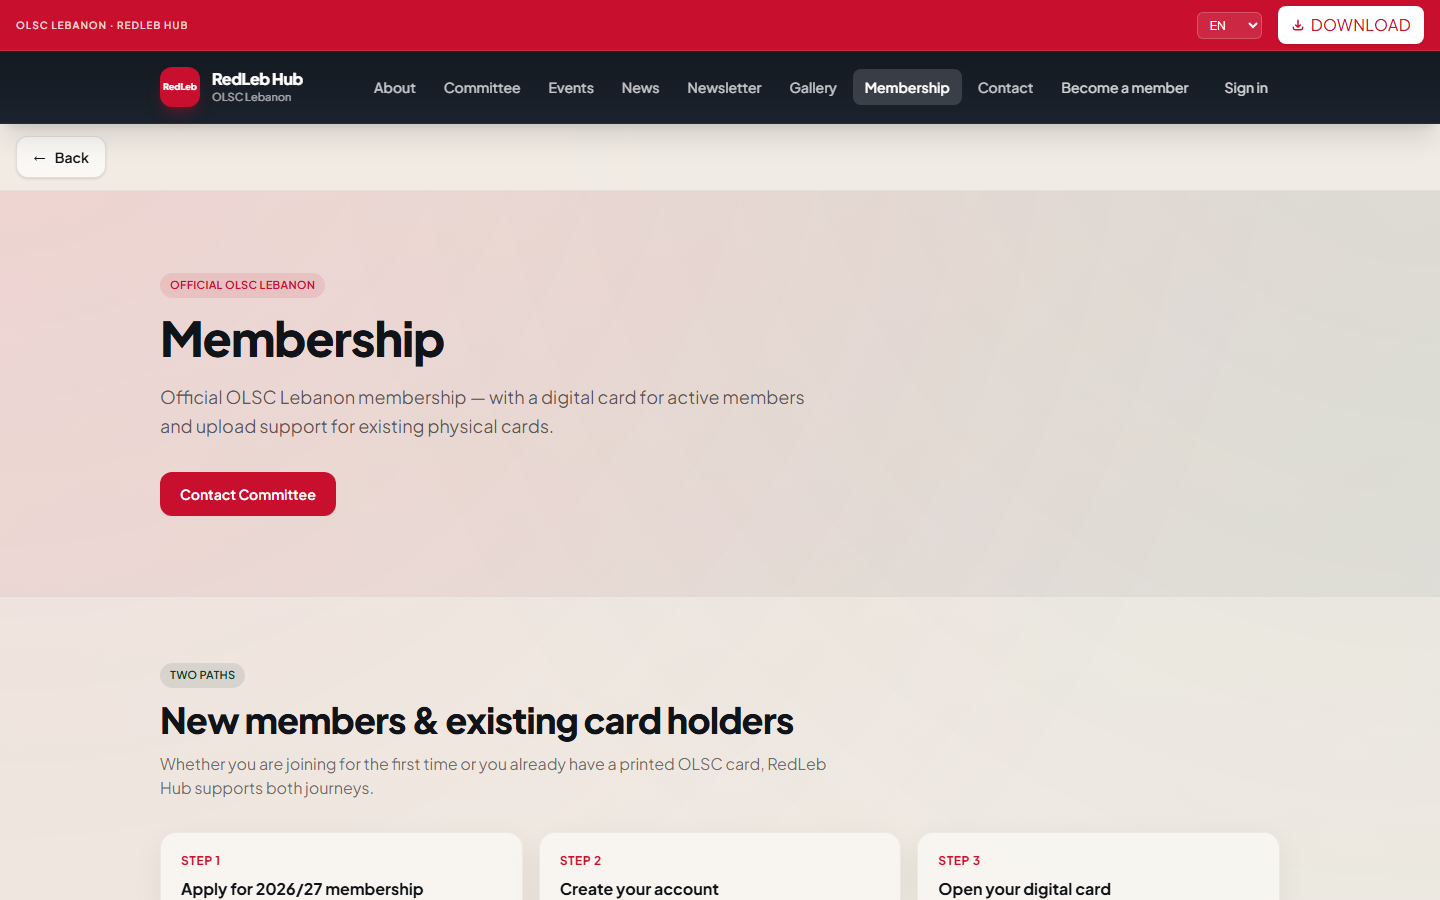 OLSC LEBANON · REDLEB HUB
EN
DOWNLOAD
RedLeb
RedLeb Hub
OLSC Lebanon
About
Committee
Events
News
Newsletter
Gallery
Membership
Contact
Become a member
Sign in
← Back
OFFICIAL OLSC LEBANON
Membership
Official OLSC Lebanon membership — with a digital card for active members
and upload support for existing physical cards.
Contact Committee
TWO PATHS
New members & existing card holders
Whether you are joining for the first time or you already have a printed OLSC card, RedLeb
Hub supports both journeys.
STEP 1
Apply for 2026/27 membership
STEP 2
Create your account
STEP 3
Open your digital card